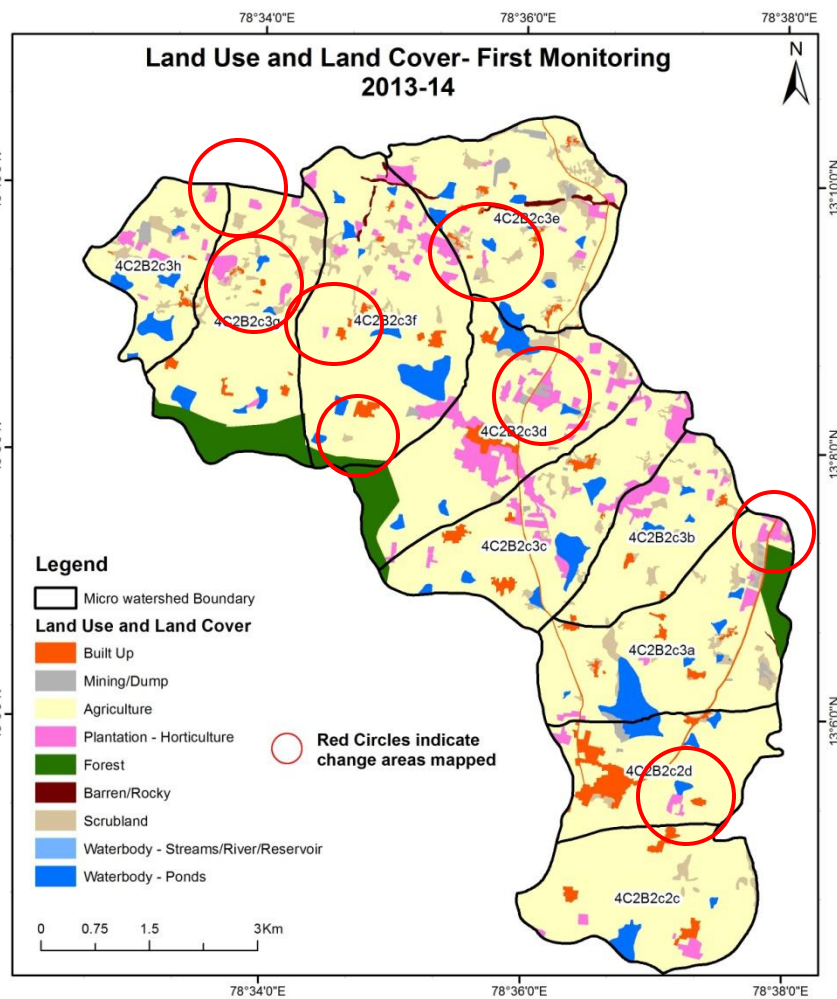 78°34'0"E 78°36'0"E 78°38'0"E
Land Use and Land Cover- First Monitoring
2013-14
N
13°10'0"N
4C2B2c3e
4C2B2c3h
4C2B2c3g 4C2B2c3f
4C2B2c3d
13°8'0"N
4C2B2c3c 4C2B2c3b
4C2B2c3a
13°6'0"N
4C2B2c2d
4C2B2c2c
Legend
Micro watershed Boundary
Land Use and Land Cover
Built Up
Mining/Dump
Agriculture
Plantation - Horticulture
Forest
Barren/Rocky
Scrubland
Waterbody - Streams/River/Reservoir
Waterbody - Ponds
Red Circles indicate
change areas mapped
0 0.75 1.5 3Km
78°34'0"E 78°36'0"E 78°38'0"E